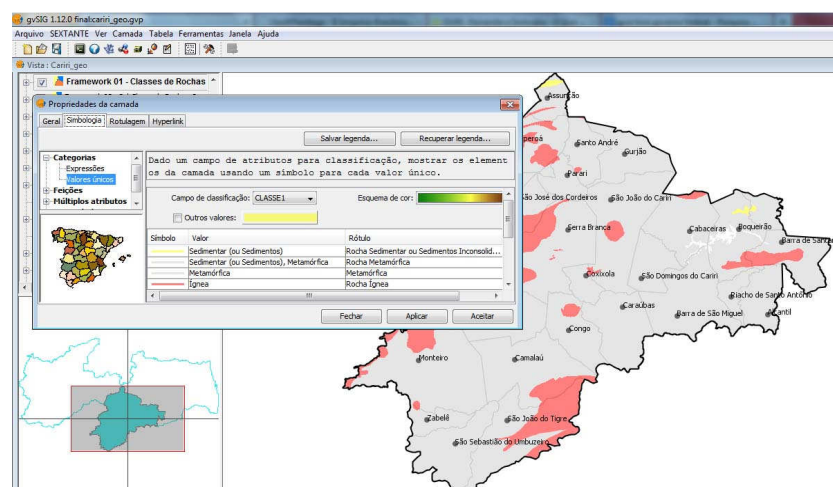 gvSIG 1.12.0 final:cariri_geo.gvp
Arquivo SEXTANTE Ver Camada Tabela Ferramentas Janela Ajuda
Vista : Cariri_geo
Framework 01 - Classes de Rochas
Propriedades da camada
Geral Simbologia Rotulagem Hyperlink
Salvar legenda... Recuperar legenda...
Categorias
Expressões
Valores únicos
Feições
Múltiplos atributos
Dado um campo de atributos para classificação, mostrar os element
os da camada usando um símbolo para cada valor único.
Campo de classificação: CLASSE1 Esquema de cor:
Outros valores:
Símbolo Valor Rótulo
Sedimentar (ou Sedimentos) Rocha Sedimentar ou Sedimentos Inconsolid...
Sedimentar (ou Sedimentos), Metamórfica Rocha Metamórfica
Metamórfica Metamórfica
Ígnea Rocha Ígnea
Fechar Aplicar Aceitar
Assunção
Santo André
Gurjão
Parari
São José dos Cordeiros
São João do Cariri
Serra Branca
Cabaceiras
Boqueirão
Barra de Santan
Coxixola
São Domingos do Cariri
Riacho de Santo Antônio
Caraúbas
Barra de São Miguel
Alcantil
Congo
Monteiro
Camalaú
Zabelê
São João do Tigre
São Sebastião do Umbuzeiro